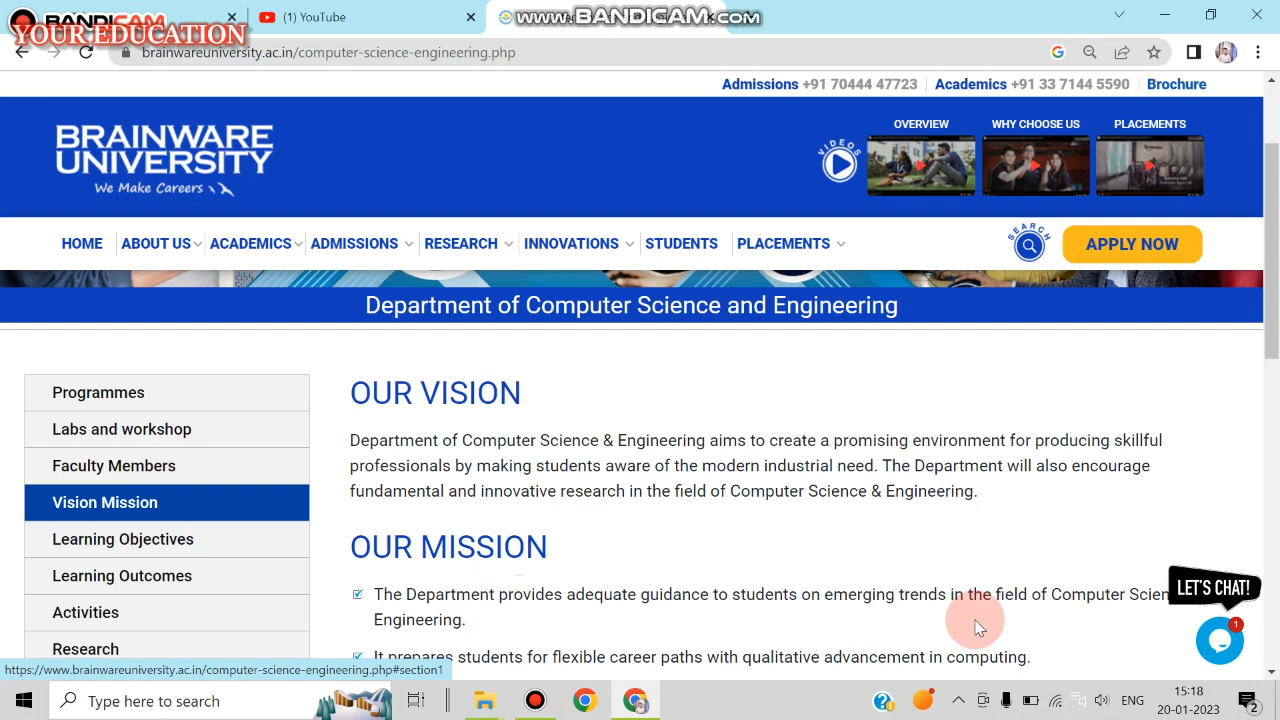 BANDICAM
YOUR EDUCATION
(1) YouTube
www.BANDICAM.com
brainwareuniversity.ac.in/computer-science-engineering.php
Admissions +91 70444 47723 Academics +91 33 7144 5590 Brochure
BRAINWARE
UNIVERSITY
We Make Careers
VIDEOS
OVERVIEW WHY CHOOSE US PLACEMENTS
HOME ABOUT US ACADEMICS ADMISSIONS RESEARCH INNOVATIONS STUDENTS PLACEMENTS
SEARCH
APPLY NOW
Department of Computer Science and Engineering
Programmes
Labs and workshop
Faculty Members
Vision Mission
Learning Objectives
Learning Outcomes
Activities
Research
OUR VISION
Department of Computer Science & Engineering aims to create a promising environment for producing skillful
professionals by making students aware of the modern industrial need. The Department will also encourage
fundamental and innovative research in the field of Computer Science & Engineering.
OUR MISSION
The Department provides adequate guidance to students on emerging trends in the field of Computer Scien
Engineering.
It prepares students for flexible career paths with qualitative advancement in computing.
LET'S CHAT!
1
https://www.brainwareuniversity.ac.in/computer-science-engineering.php#section1
Type here to search
ENG
15:18
20-01-2023
2